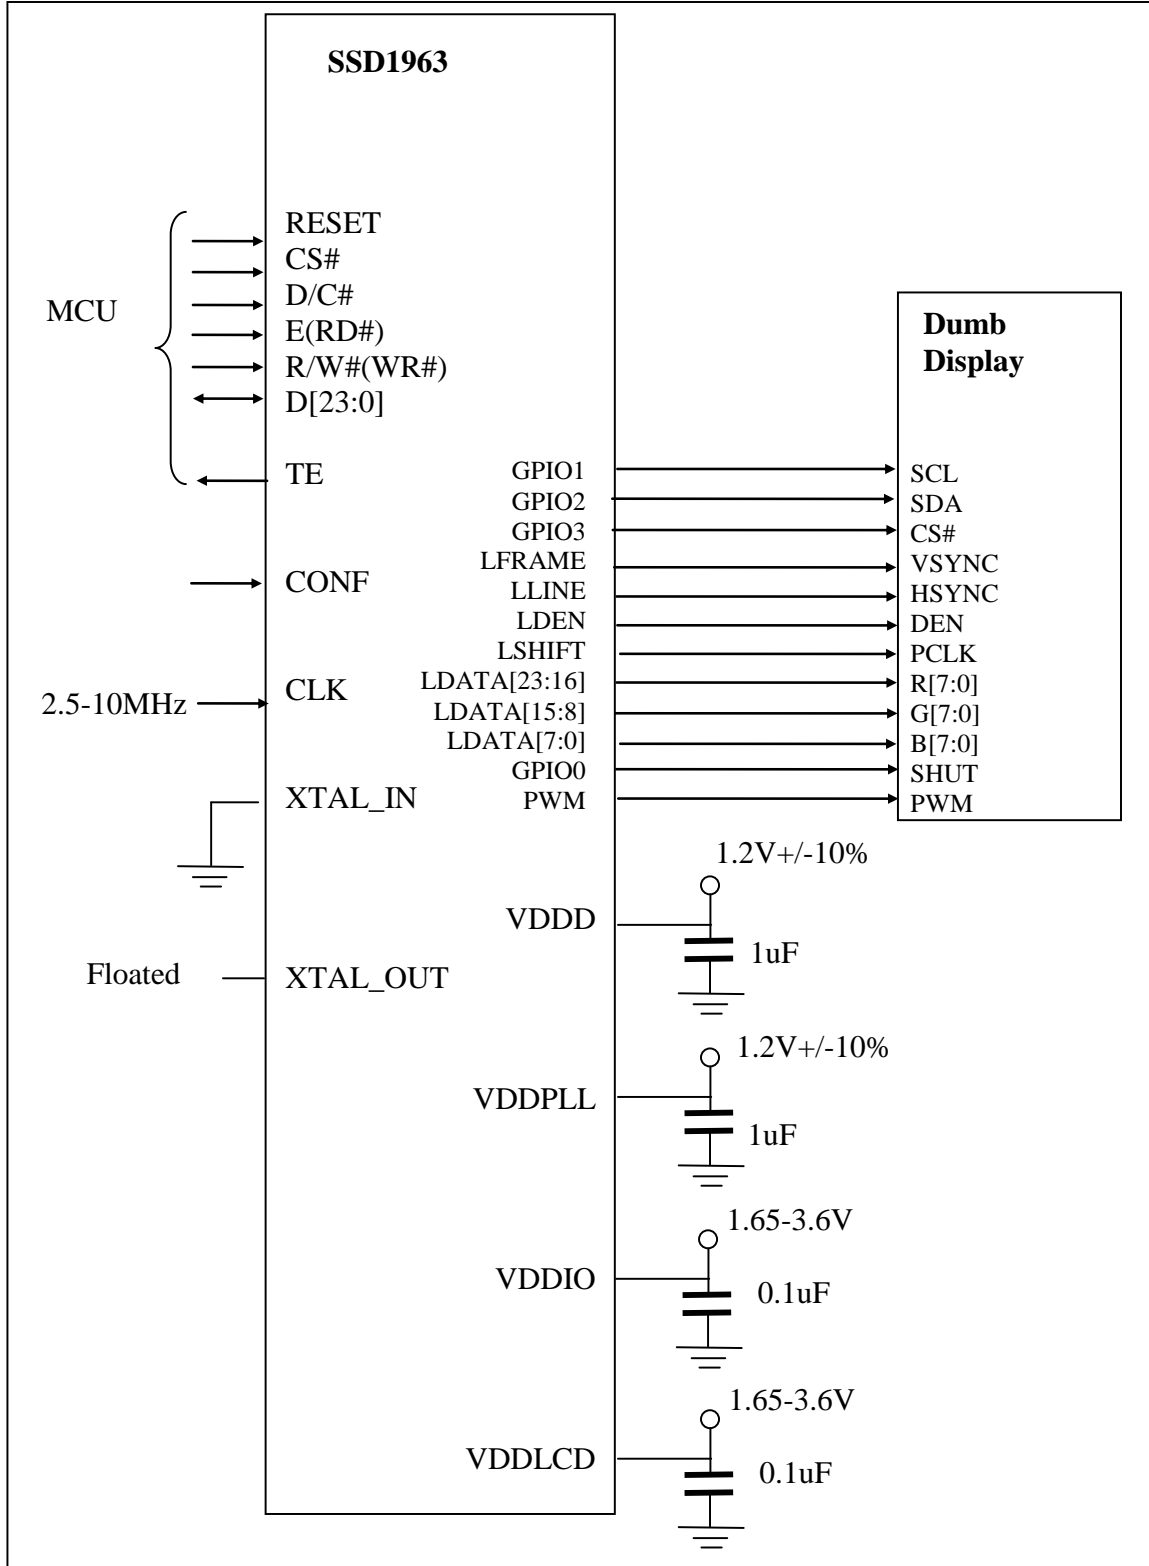 SSD1963
MCU
RESET
CS#
D/C#
E(RD#)
R/W#(WR#)
D[23:0]
TE
CONF
2.5-10MHz
CLK
XTAL_IN
Floated
XTAL_OUT
GPIO1
GPIO2
GPIO3
LFRAME
LLINE
LDEN
LSHIFT
LDATA[23:16]
LDATA[15:8]
LDATA[7:0]
GPIO0
PWM
Dumb
Display
SCL
SDA
CS#
VSYNC
HSYNC
DEN
PCLK
R[7:0]
G[7:0]
B[7:0]
SHUT
PWM
1.2V+/-10%
VDDD
1uF
1.2V+/-10%
VDDPLL
1uF
1.65-3.6V
VDDIO
0.1uF
1.65-3.6V
VDDLCD
0.1uF